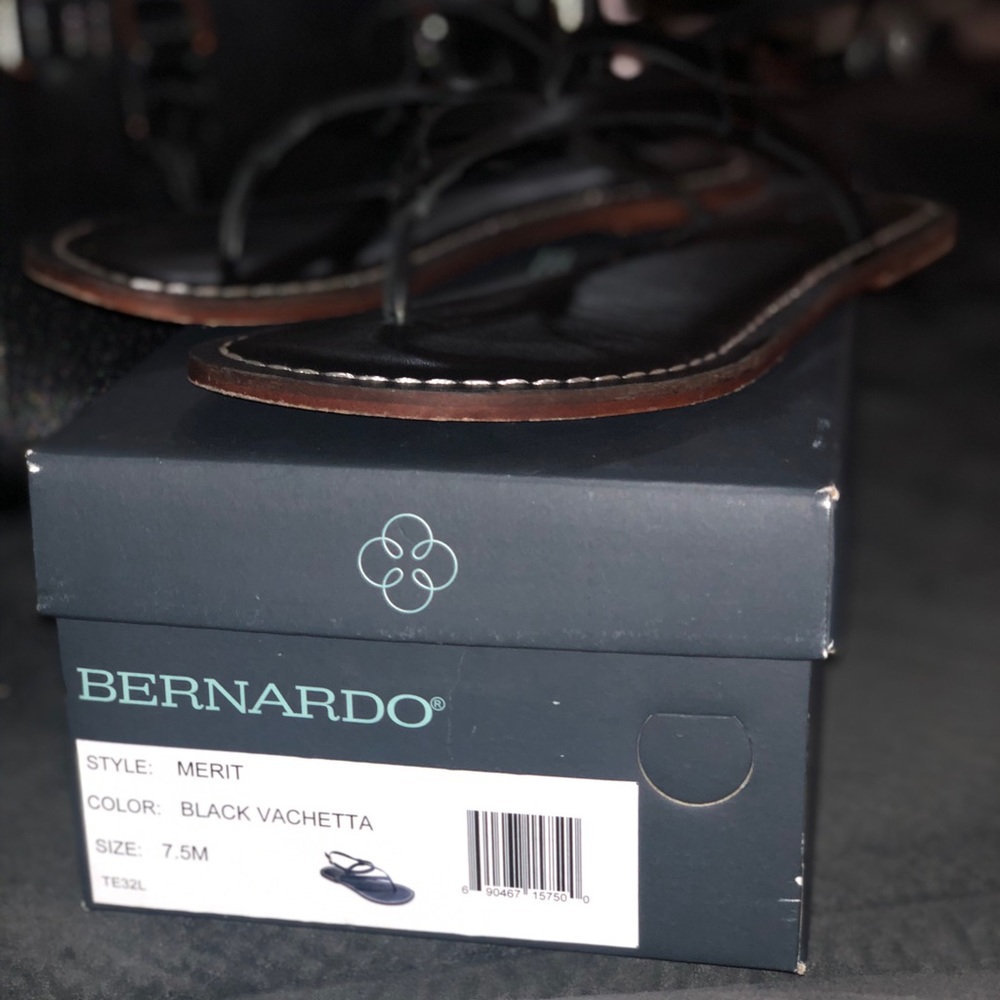 BERNARDO®
STYLE: MERIT
COLOR: BLACK VACHETTA
SIZE: 7.5M
TE32L
6 90467 15750 0